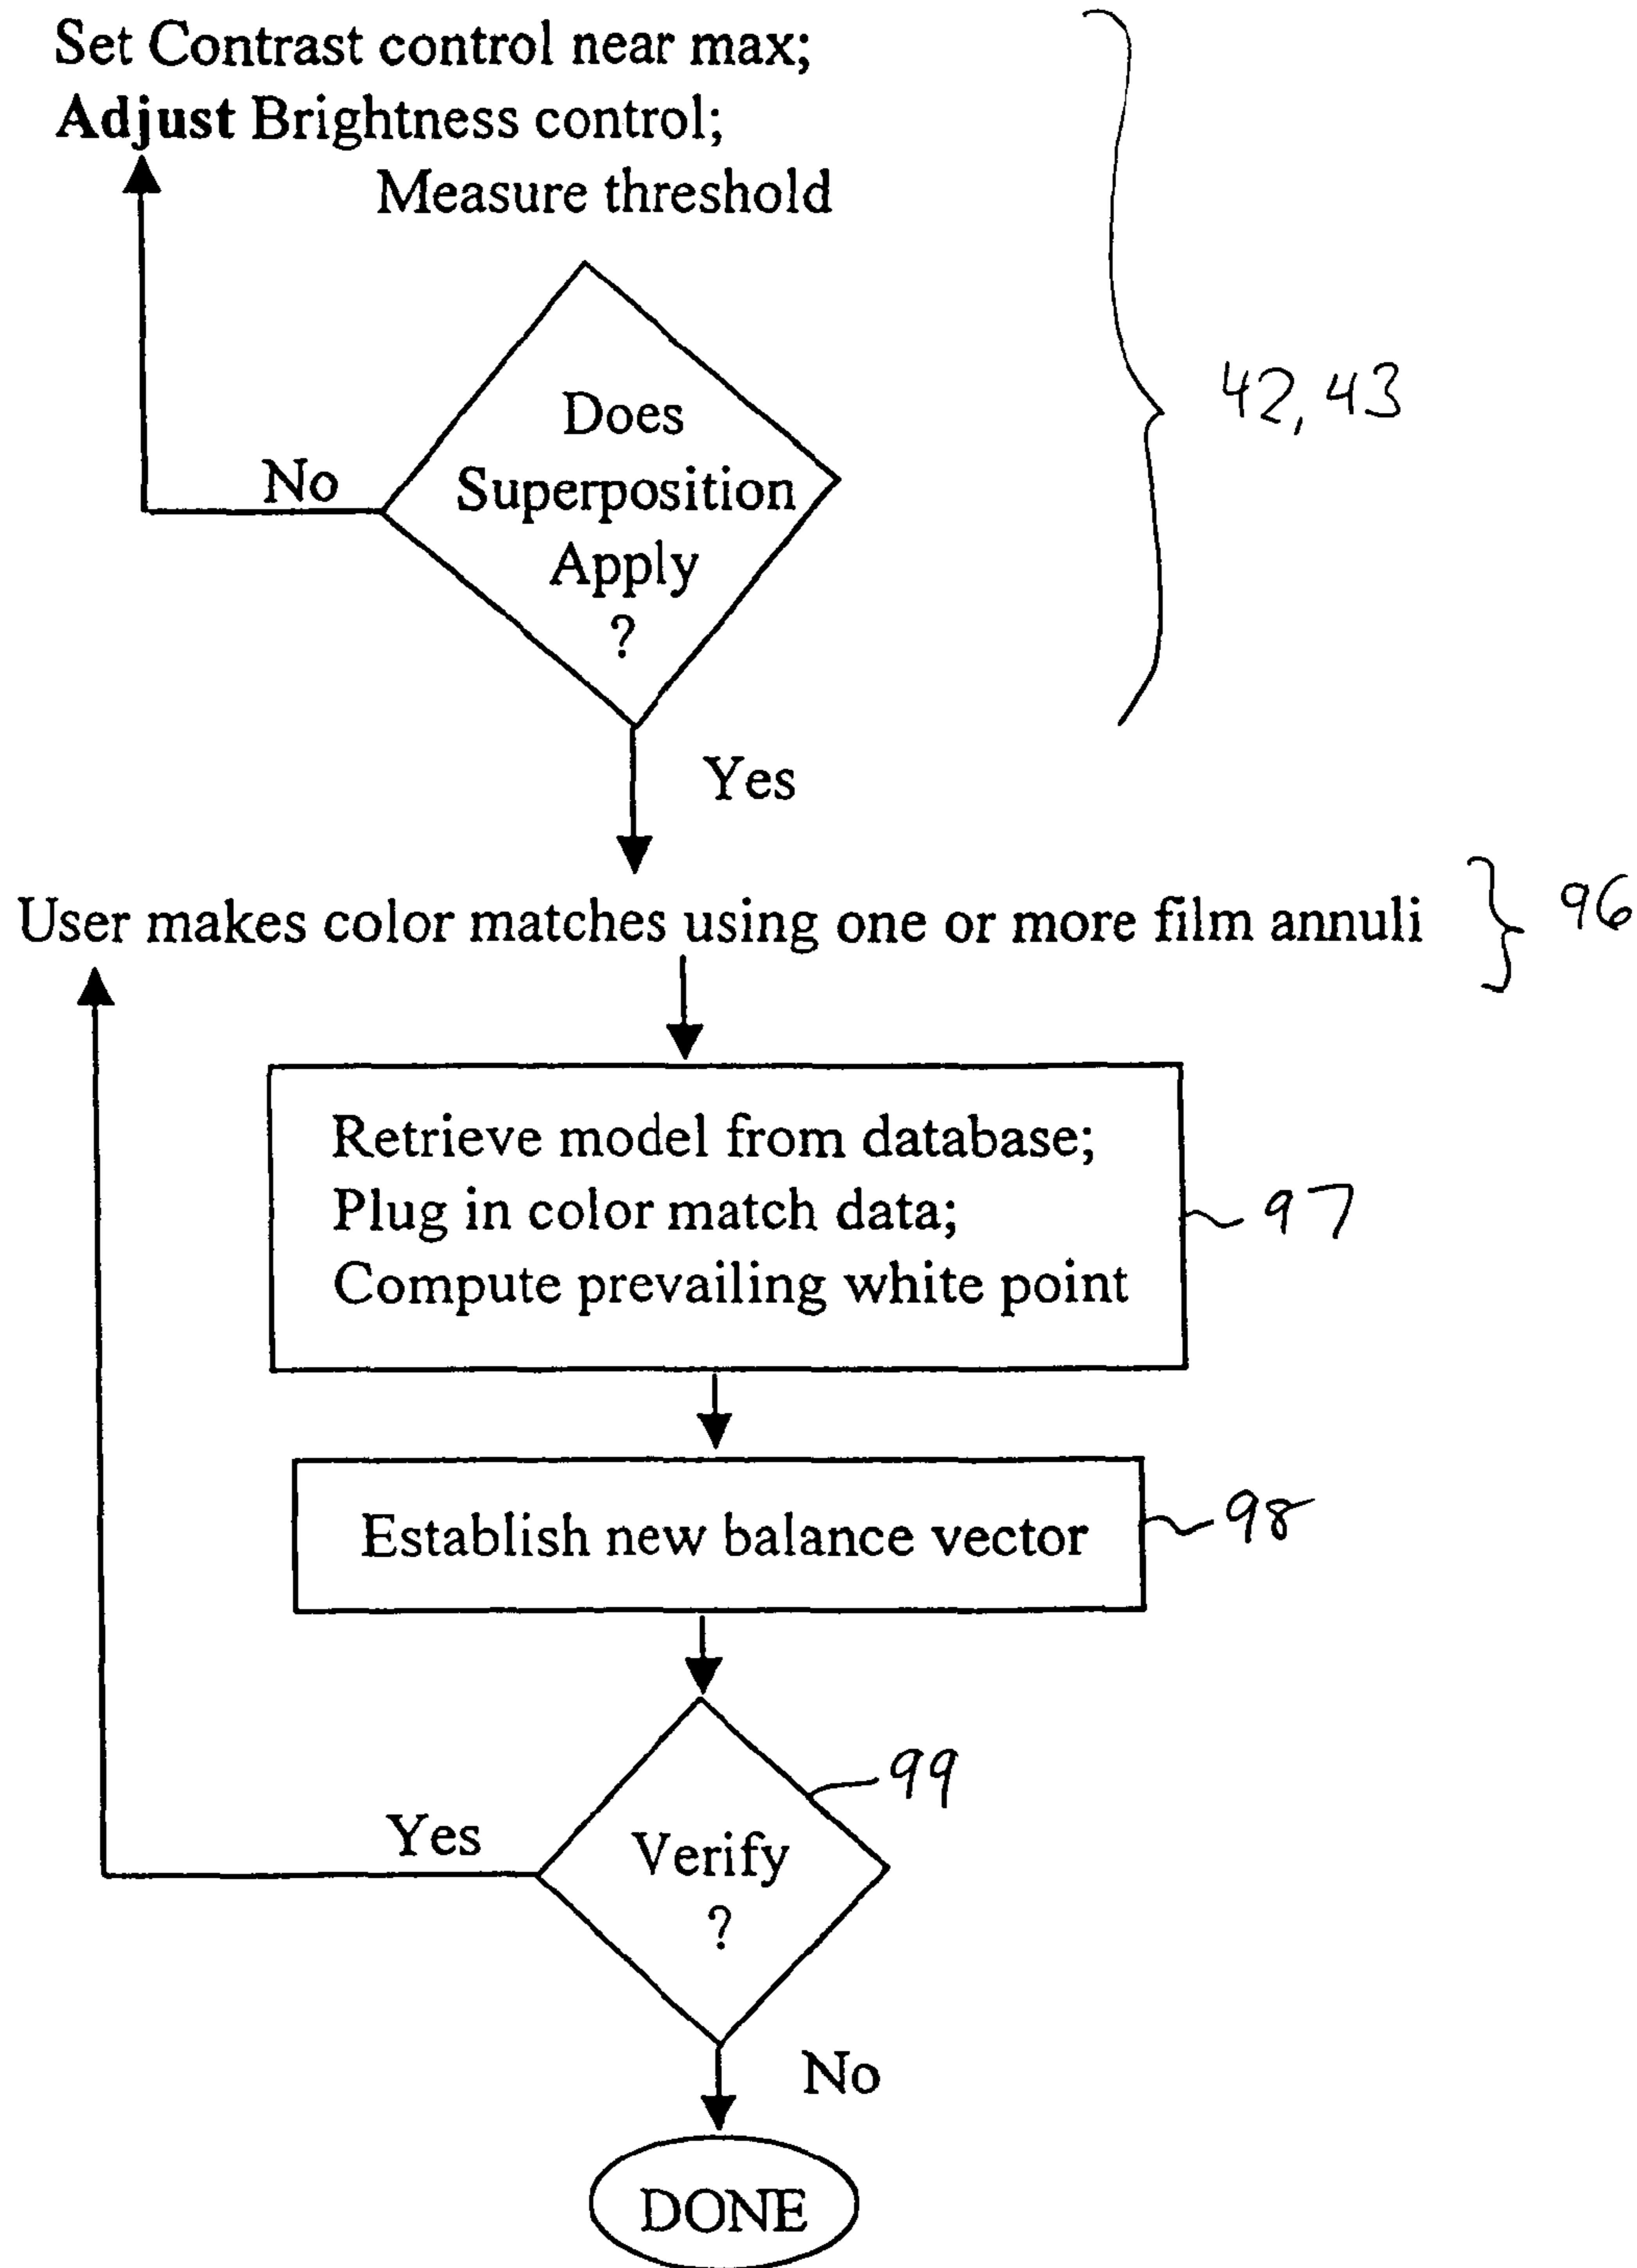 Set Contrast control near max;
Adjust Brightness control;
Measure threshold
Does
Superposition
Apply
?
No
42, 43
Yes
User makes color matches using one or more film annuli
96
Retrieve model from database;
Plug in color match data;
Compute prevailing white point
97
Establish new balance vector
98
99
Yes
Verify
?
No
DONE